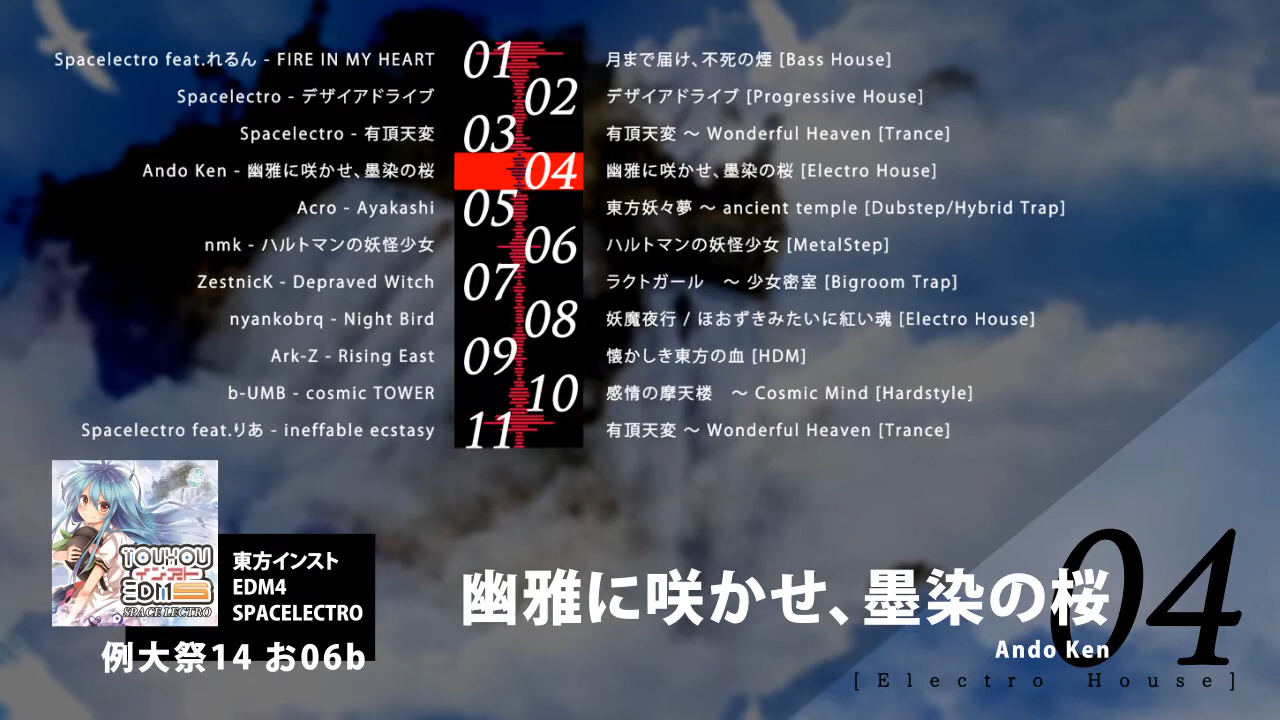 Spacelectro feat.れるん - FIRE IN MY HEART 01 月まで届け、不死の煙 [Bass House]
Spacelectro - デザイアドライブ 02 デザイアドライブ [Progressive House]
Spacelectro - 有頂天変 03 有頂天変 ～ Wonderful Heaven [Trance]
Ando Ken - 幽雅に咲かせ、墨染の桜 04 幽雅に咲かせ、墨染の桜 [Electro House]
Acro - Ayakashi 05 東方妖々夢 ～ ancient temple [Dubstep/Hybrid Trap]
nmk - ハルトマンの妖怪少女 06 ハルトマンの妖怪少女 [MetalStep]
ZestnicK - Depraved Witch 07 ラクトガール　～ 少女密室 [Bigroom Trap]
nyankobrq - Night Bird 08 妖魔夜行 / ほおずきみたいに紅い魂 [Electro House]
Ark-Z - Rising East 09 懐かしき東方の血 [HDM]
b-UMB - cosmic TOWER 10 感情の摩天楼　～ Cosmic Mind [Hardstyle]
Spacelectro feat.りあ - ineffable ecstasy 11 有頂天変 ～ Wonderful Heaven [Trance]
TOUHOU
インスト
EDM
SPACELECTRO
東方インスト
EDM4
SPACELECTRO
例大祭14 お06b
幽雅に咲かせ、墨染の桜
04
Ando Ken
[Electro House]